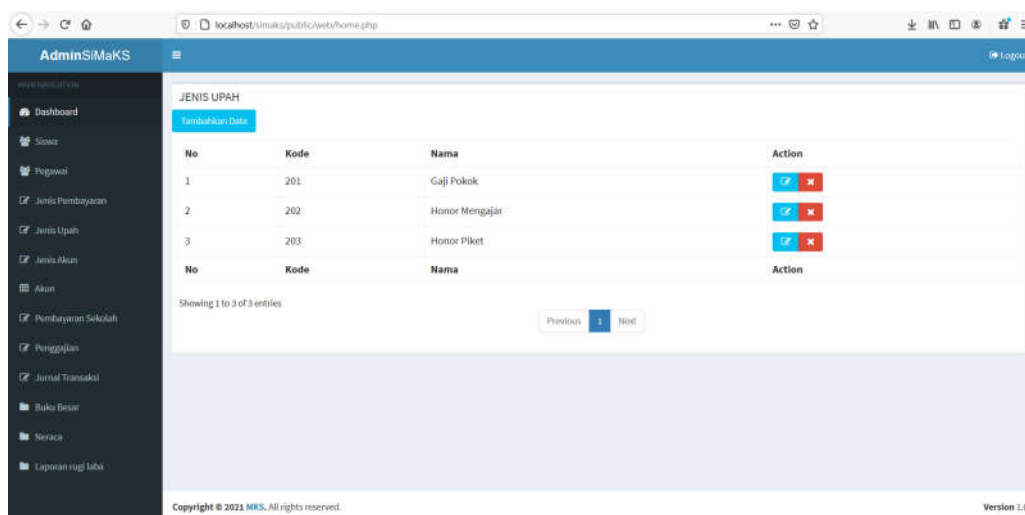 localhost/simaks/public/web/home.php
AdminSiMaKS
Logou
MAIN NAVIGATION
Dashboard
Siswa
Pegawai
Jenis Pembayaran
Jenis Upah
Jenis Akun
Akun
Pembayaran Sekolah
Penggajian
Jurnal Transaksi
Buku Besar
Neraca
Laporan rugi laba
JENIS UPAH
Tambahkan Data
No Kode Nama Action
1 201 Gaji Pokok
2 202 Honor Mengajar
3 203 Honor Piket
No Kode Nama Action
Showing 1 to 3 of 3 entries
Previous 1 Next
Copyright © 2021 MKS. All rights reserved.
Version 1.